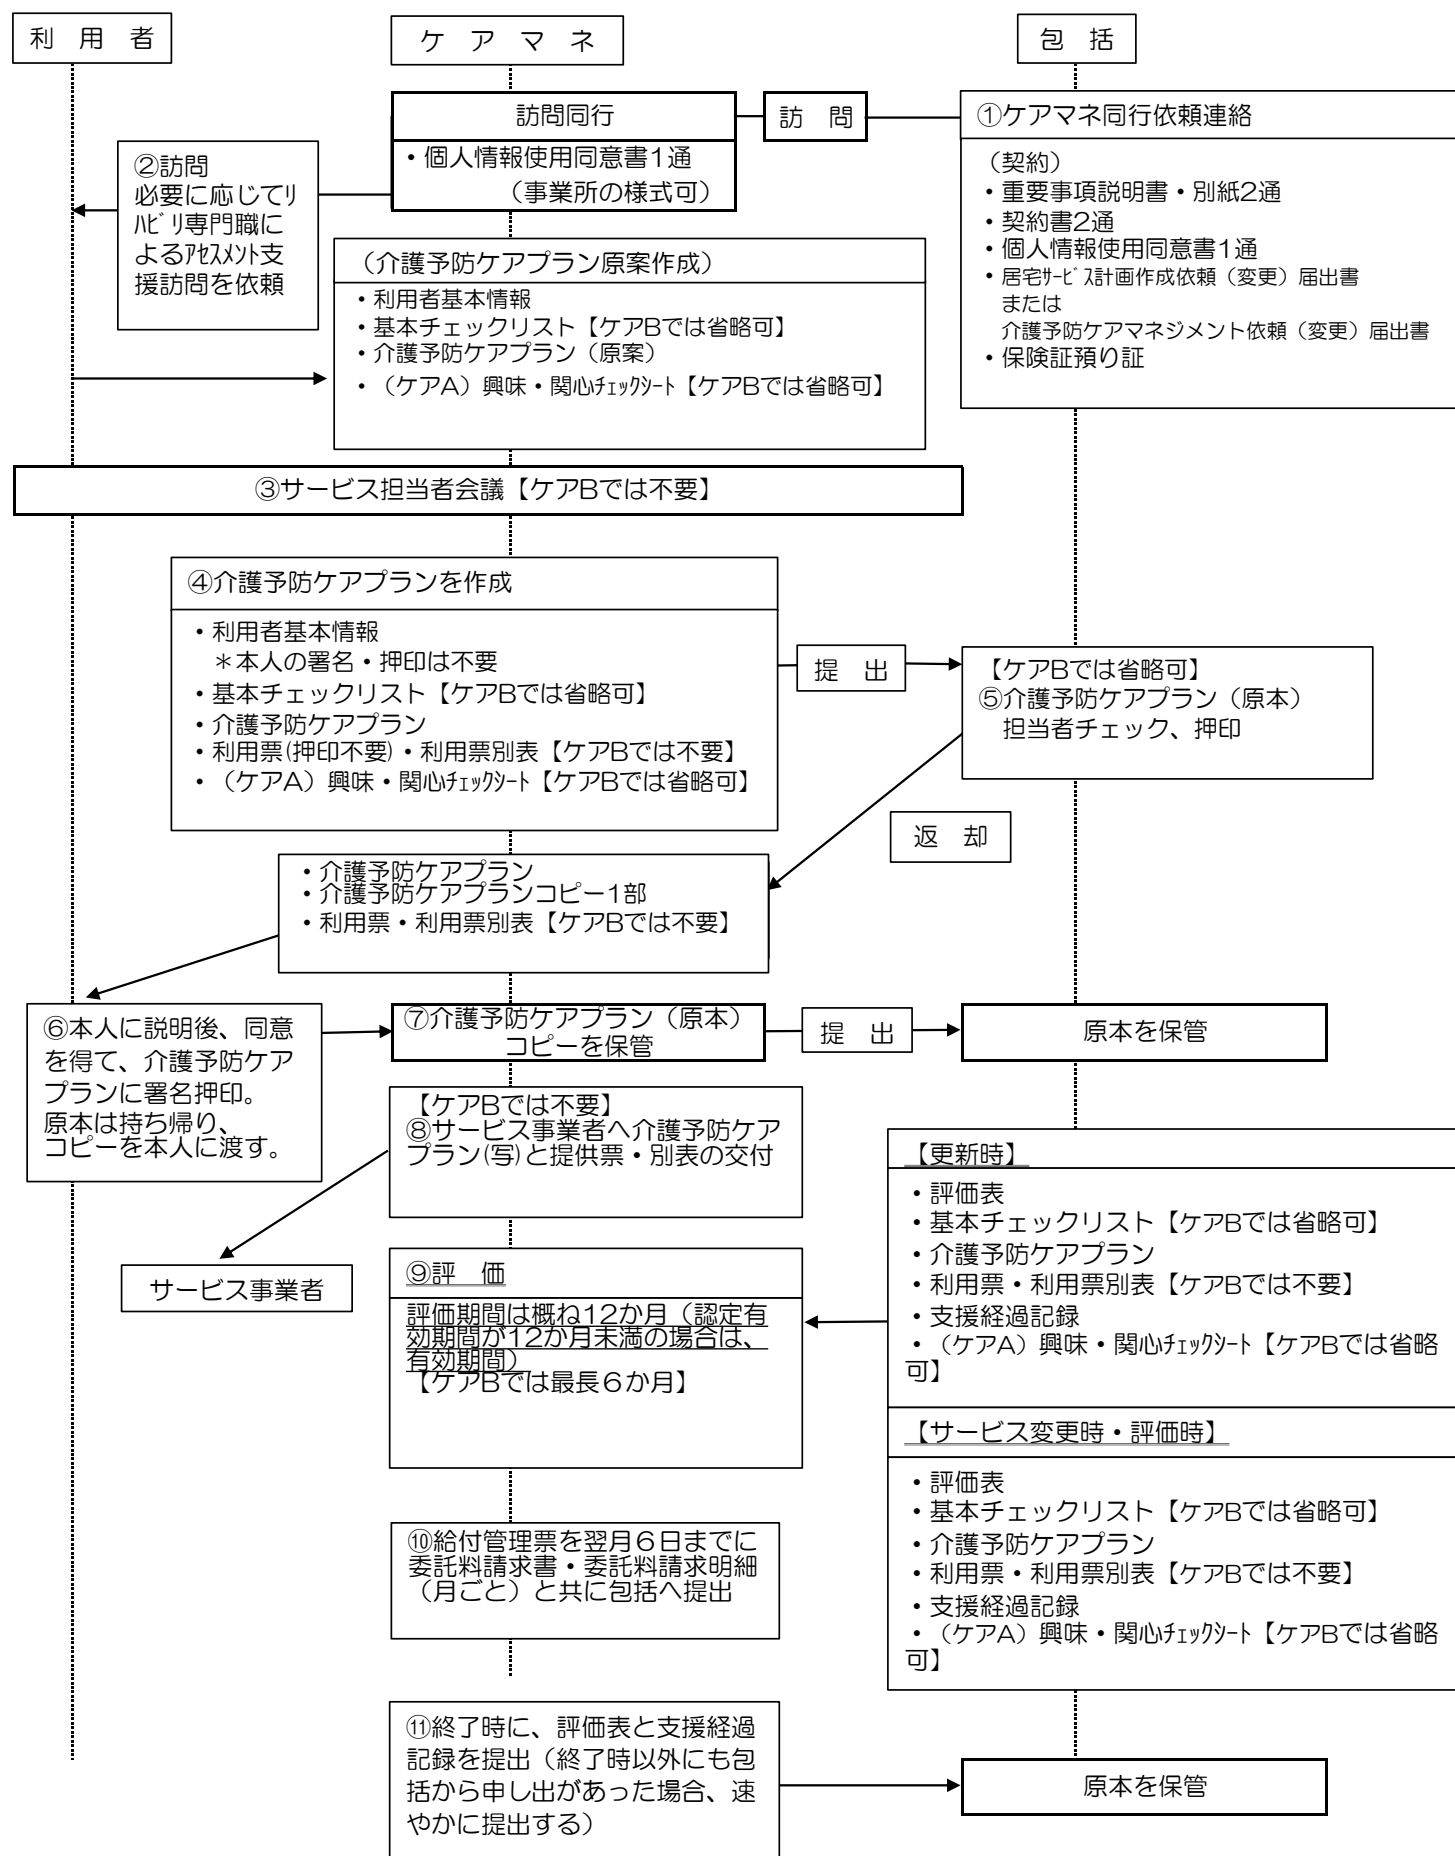 利　用　者
ケ　ア　マ　ネ
包　括
訪問同行
・個人情報使用同意書1通
（事業所の様式可）
訪　問
①ケアマネ同行依頼連絡
（契約）
・重要事項説明書・別紙2通
・契約書2通
・個人情報使用同意書1通
・居宅ｻｰﾋﾞｽ計画作成依頼（変更）届出書
または
介護予防ケアマネジメント依頼（変更）届出書
・保険証預り証
②訪問
必要に応じてﾘ
ﾊﾋﾞﾘ専門職に
よるｱｾｽﾒﾝﾄ支
援訪問を依頼
（介護予防ケアプラン原案作成）
・利用者基本情報
・基本チェックリスト【ケアBでは省略可】
・介護予防ケアプラン（原案）
・（ケアA）興味・関心ﾁｪｯｸｼｰﾄ【ケアBでは省略可】
③サービス担当者会議【ケアBでは不要】
④介護予防ケアプランを作成
・利用者基本情報
＊本人の署名・押印は不要
・基本チェックリスト【ケアBでは省略可】
・介護予防ケアプラン
・利用票(押印不要)・利用票別表【ケアBでは不要】
・（ケアA）興味・関心ﾁｪｯｸｼｰﾄ【ケアBでは省略可】
提　出
【ケアBでは省略可】
⑤介護予防ケアプラン（原本）
担当者チェック、押印
返　却
・介護予防ケアプラン
・介護予防ケアプランコピー1部
・利用票・利用票別表【ケアBでは不要】
⑥本人に説明後、同意
を得て、介護予防ケア
プランに署名押印。
原本は持ち帰り、
コピーを本人に渡す。
⑦介護予防ケアプラン（原本）
コピーを保管
提　出
原本を保管
【ケアBでは不要】
⑧サービス事業者へ介護予防ケア
プラン(写)と提供票・別表の交付
サービス事業者
⑨評　価
評価期間は概ね12か月（認定有
効期間が12か月未満の場合は、
有効期間）
【ケアBでは最長６か月】
【更新時】
・評価表
・基本チェックリスト【ケアBでは省略可】
・介護予防ケアプラン
・利用票・利用票別表【ケアBでは不要】
・支援経過記録
・（ケアA）興味・関心ﾁｪｯｸｼｰﾄ【ケアBでは省略
可】
【サービス変更時・評価時】
・評価表
・基本チェックリスト【ケアBでは省略可】
・介護予防ケアプラン
・利用票・利用票別表【ケアBでは不要】
・支援経過記録
・（ケアA）興味・関心ﾁｪｯｸｼｰﾄ【ケアBでは省略
可】
⑩給付管理票を翌月６日までに
委託料請求書・委託料請求明細
（月ごと）と共に包括へ提出
⑪終了時に、評価表と支援経過
記録を提出（終了時以外にも包
括から申し出があった場合、速
やかに提出する）
原本を保管